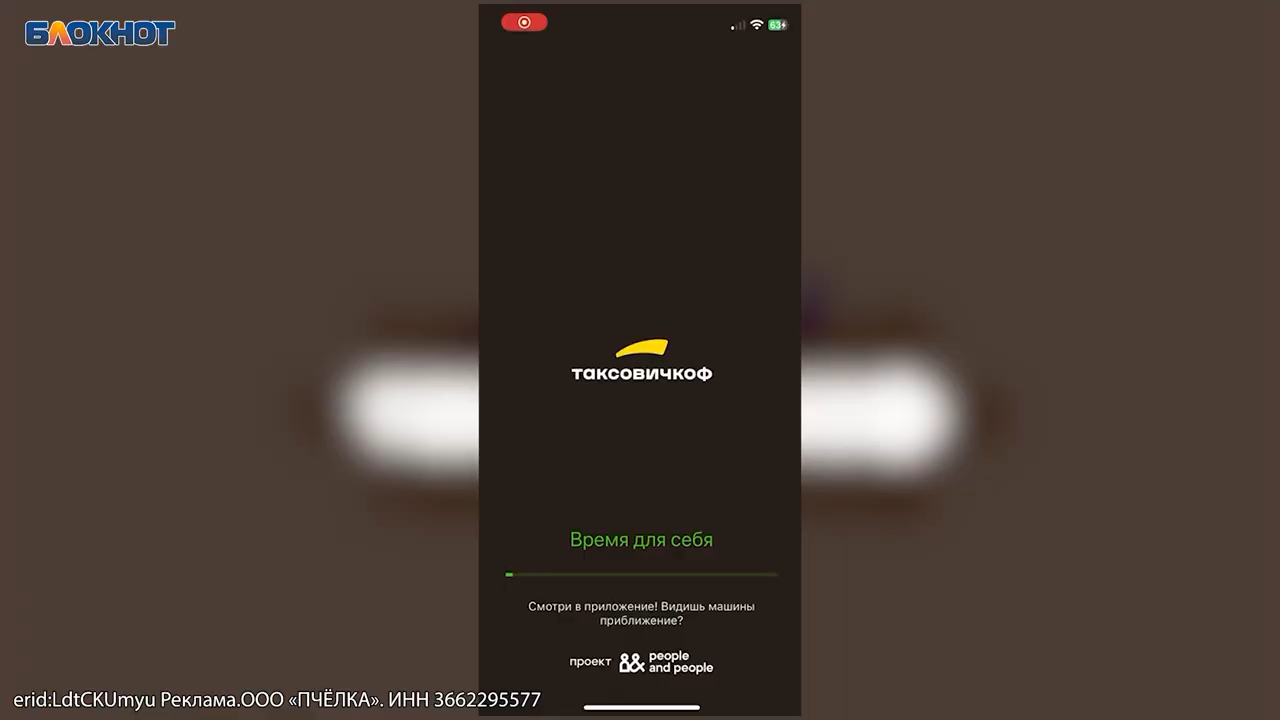 БЛОКНОТ
63
таксовичкоф
Время для себя
Смотри в приложение! Видишь машины
приближение?
проект
people
and people
erid:LdtCKUmyu Реклама.ООО «ПЧЁЛКА». ИНН 3662295577